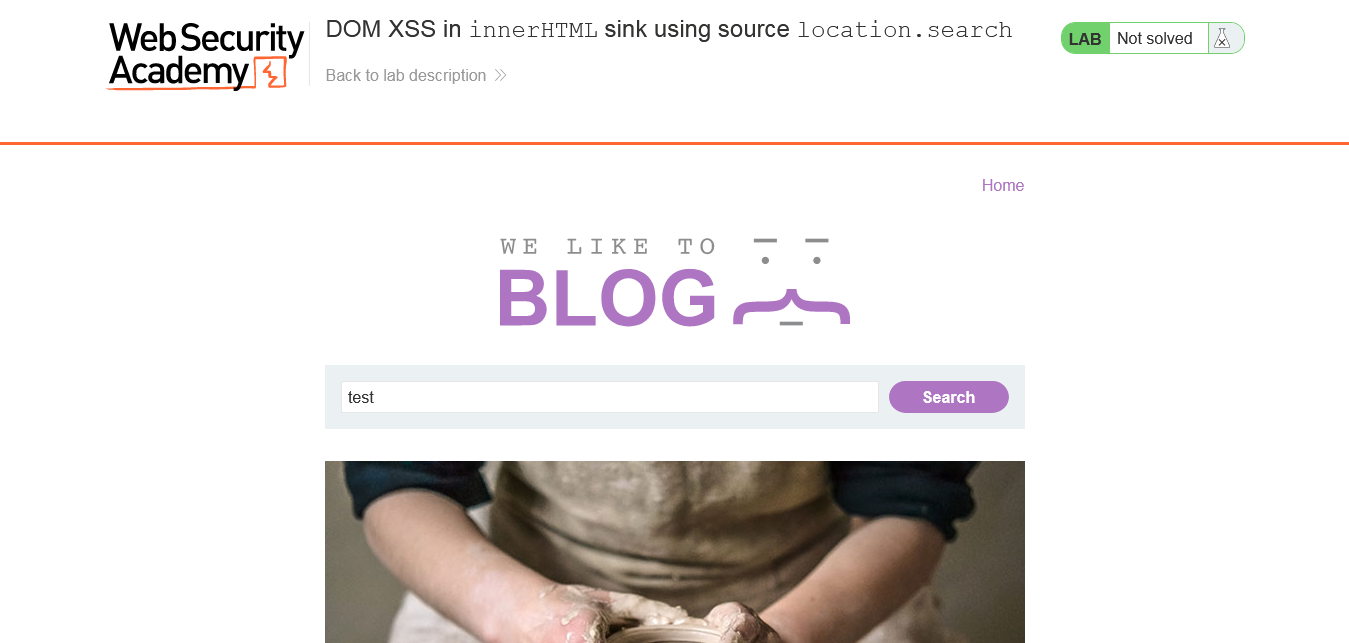 Web Security
Academy
DOM XSS in innerHTML sink using source location.search
Back to lab description
LAB Not solved
Home
WE LIKE TO
BLOG
test
Search